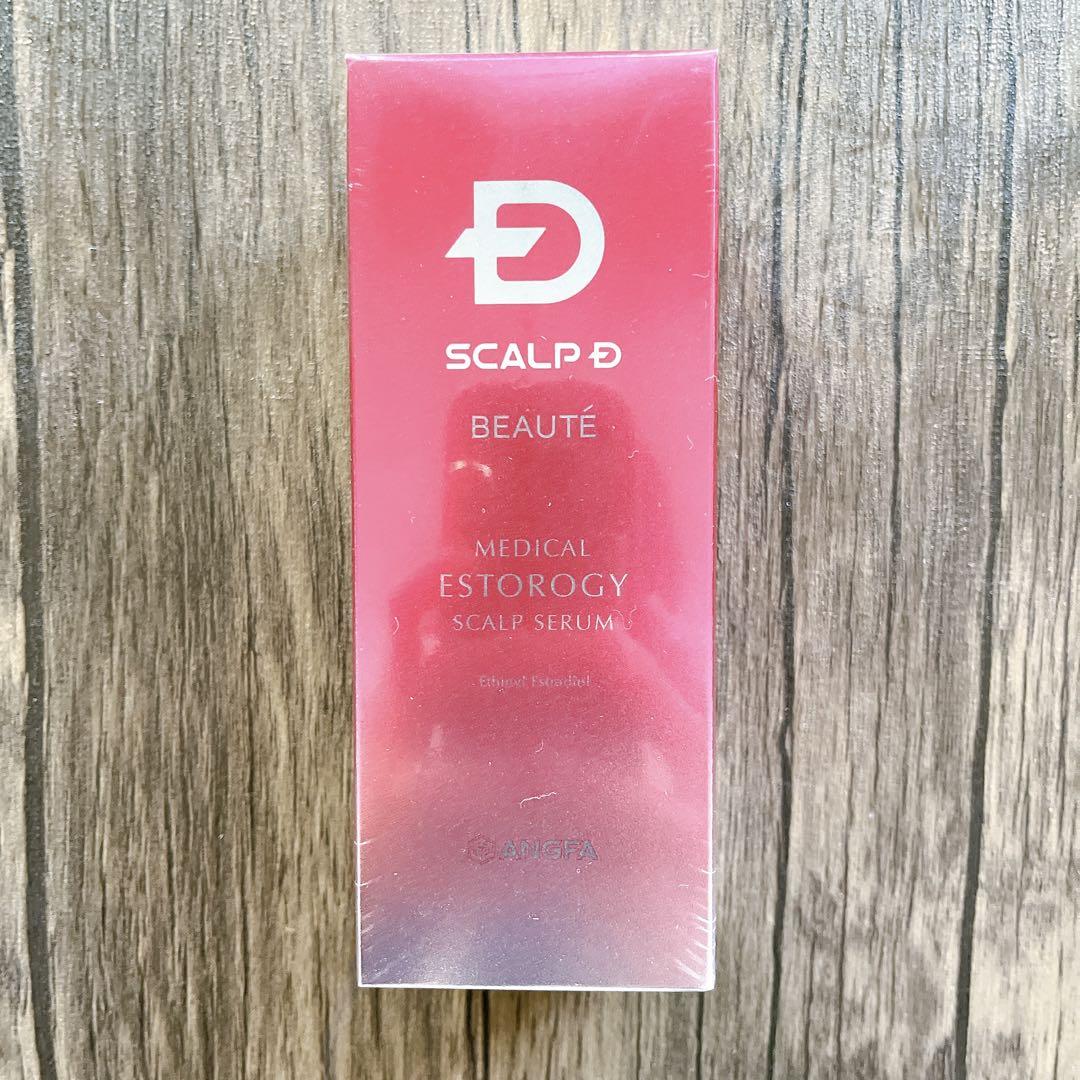 SCALP D
BEAUTÉ
MEDICAL
ESTOROGY
SCALP SERUM
Ethinyl Estradiol
ANGFA